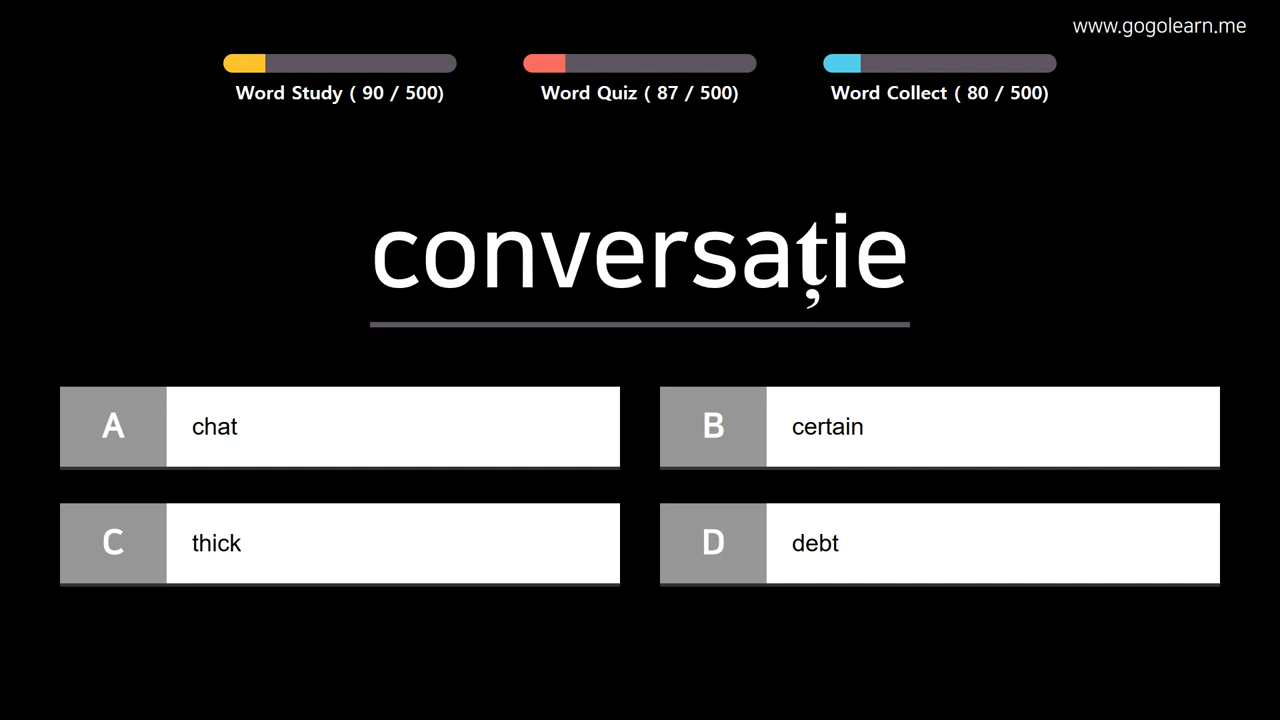 www.gogolearn.me
Word Study ( 90 / 500)
Word Quiz ( 87 / 500)
Word Collect ( 80 / 500)
conversație
A chat
B certain
C thick
D debt